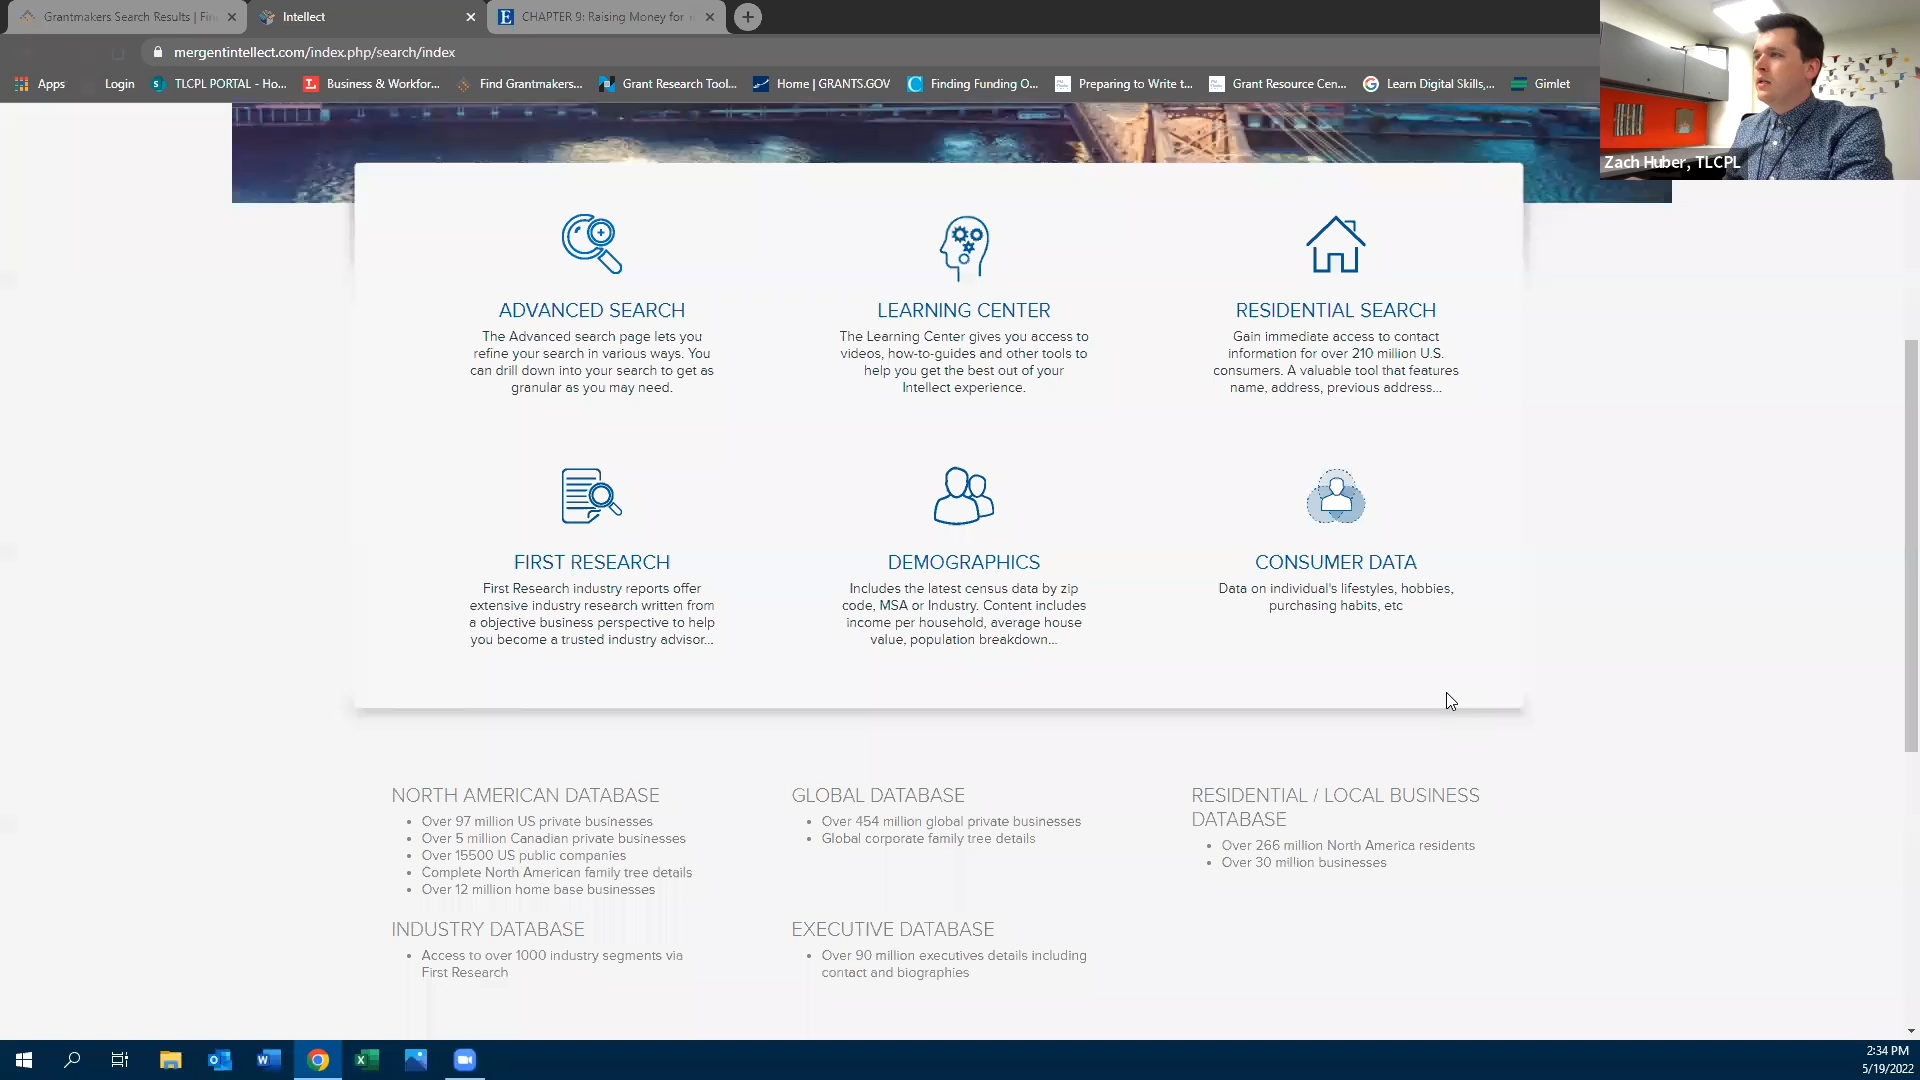 Grantmakers Search Results | Fin
Intellect
CHAPTER 9: Raising Money for
mergentintellect.com/index.php/search/index
Apps
Login
TLCPL PORTAL - Ho...
Business & Workfor...
Find Grantmakers...
Grant Research Tool...
Home | GRANTS.GOV
Finding Funding O...
Preparing to Write t...
Grant Resource Cen...
Learn Digital Skills,...
Gimlet
Zach Huber, TLCPL
ADVANCED SEARCH
The Advanced search page lets you
refine your search in various ways. You
can drill down into your search to get as
granular as you may need.
LEARNING CENTER
The Learning Center gives you access to
videos, how-to-guides and other tools to
help you get the best out of your
Intellect experience.
RESIDENTIAL SEARCH
Gain immediate access to contact
information for over 210 million U.S.
consumers. A valuable tool that features
name, address, previous address...
FIRST RESEARCH
First Research industry reports offer
extensive industry research written from
a objective business perspective to help
you become a trusted industry advisor...
DEMOGRAPHICS
Includes the latest census data by zip
code, MSA or Industry. Content includes
income per household, average house
value, population breakdown...
CONSUMER DATA
Data on individual's lifestyles, hobbies,
purchasing habits, etc
NORTH AMERICAN DATABASE
• Over 97 million US private businesses
• Over 5 million Canadian private businesses
• Over 15500 US public companies
• Complete North American family tree details
• Over 12 million home base businesses
GLOBAL DATABASE
• Over 454 million global private businesses
• Global corporate family tree details
RESIDENTIAL / LOCAL BUSINESS
DATABASE
• Over 266 million North America residents
• Over 30 million businesses
INDUSTRY DATABASE
• Access to over 1000 industry segments via
First Research
EXECUTIVE DATABASE
• Over 90 million executives details including
contact and biographies
2:34 PM
5/19/2022